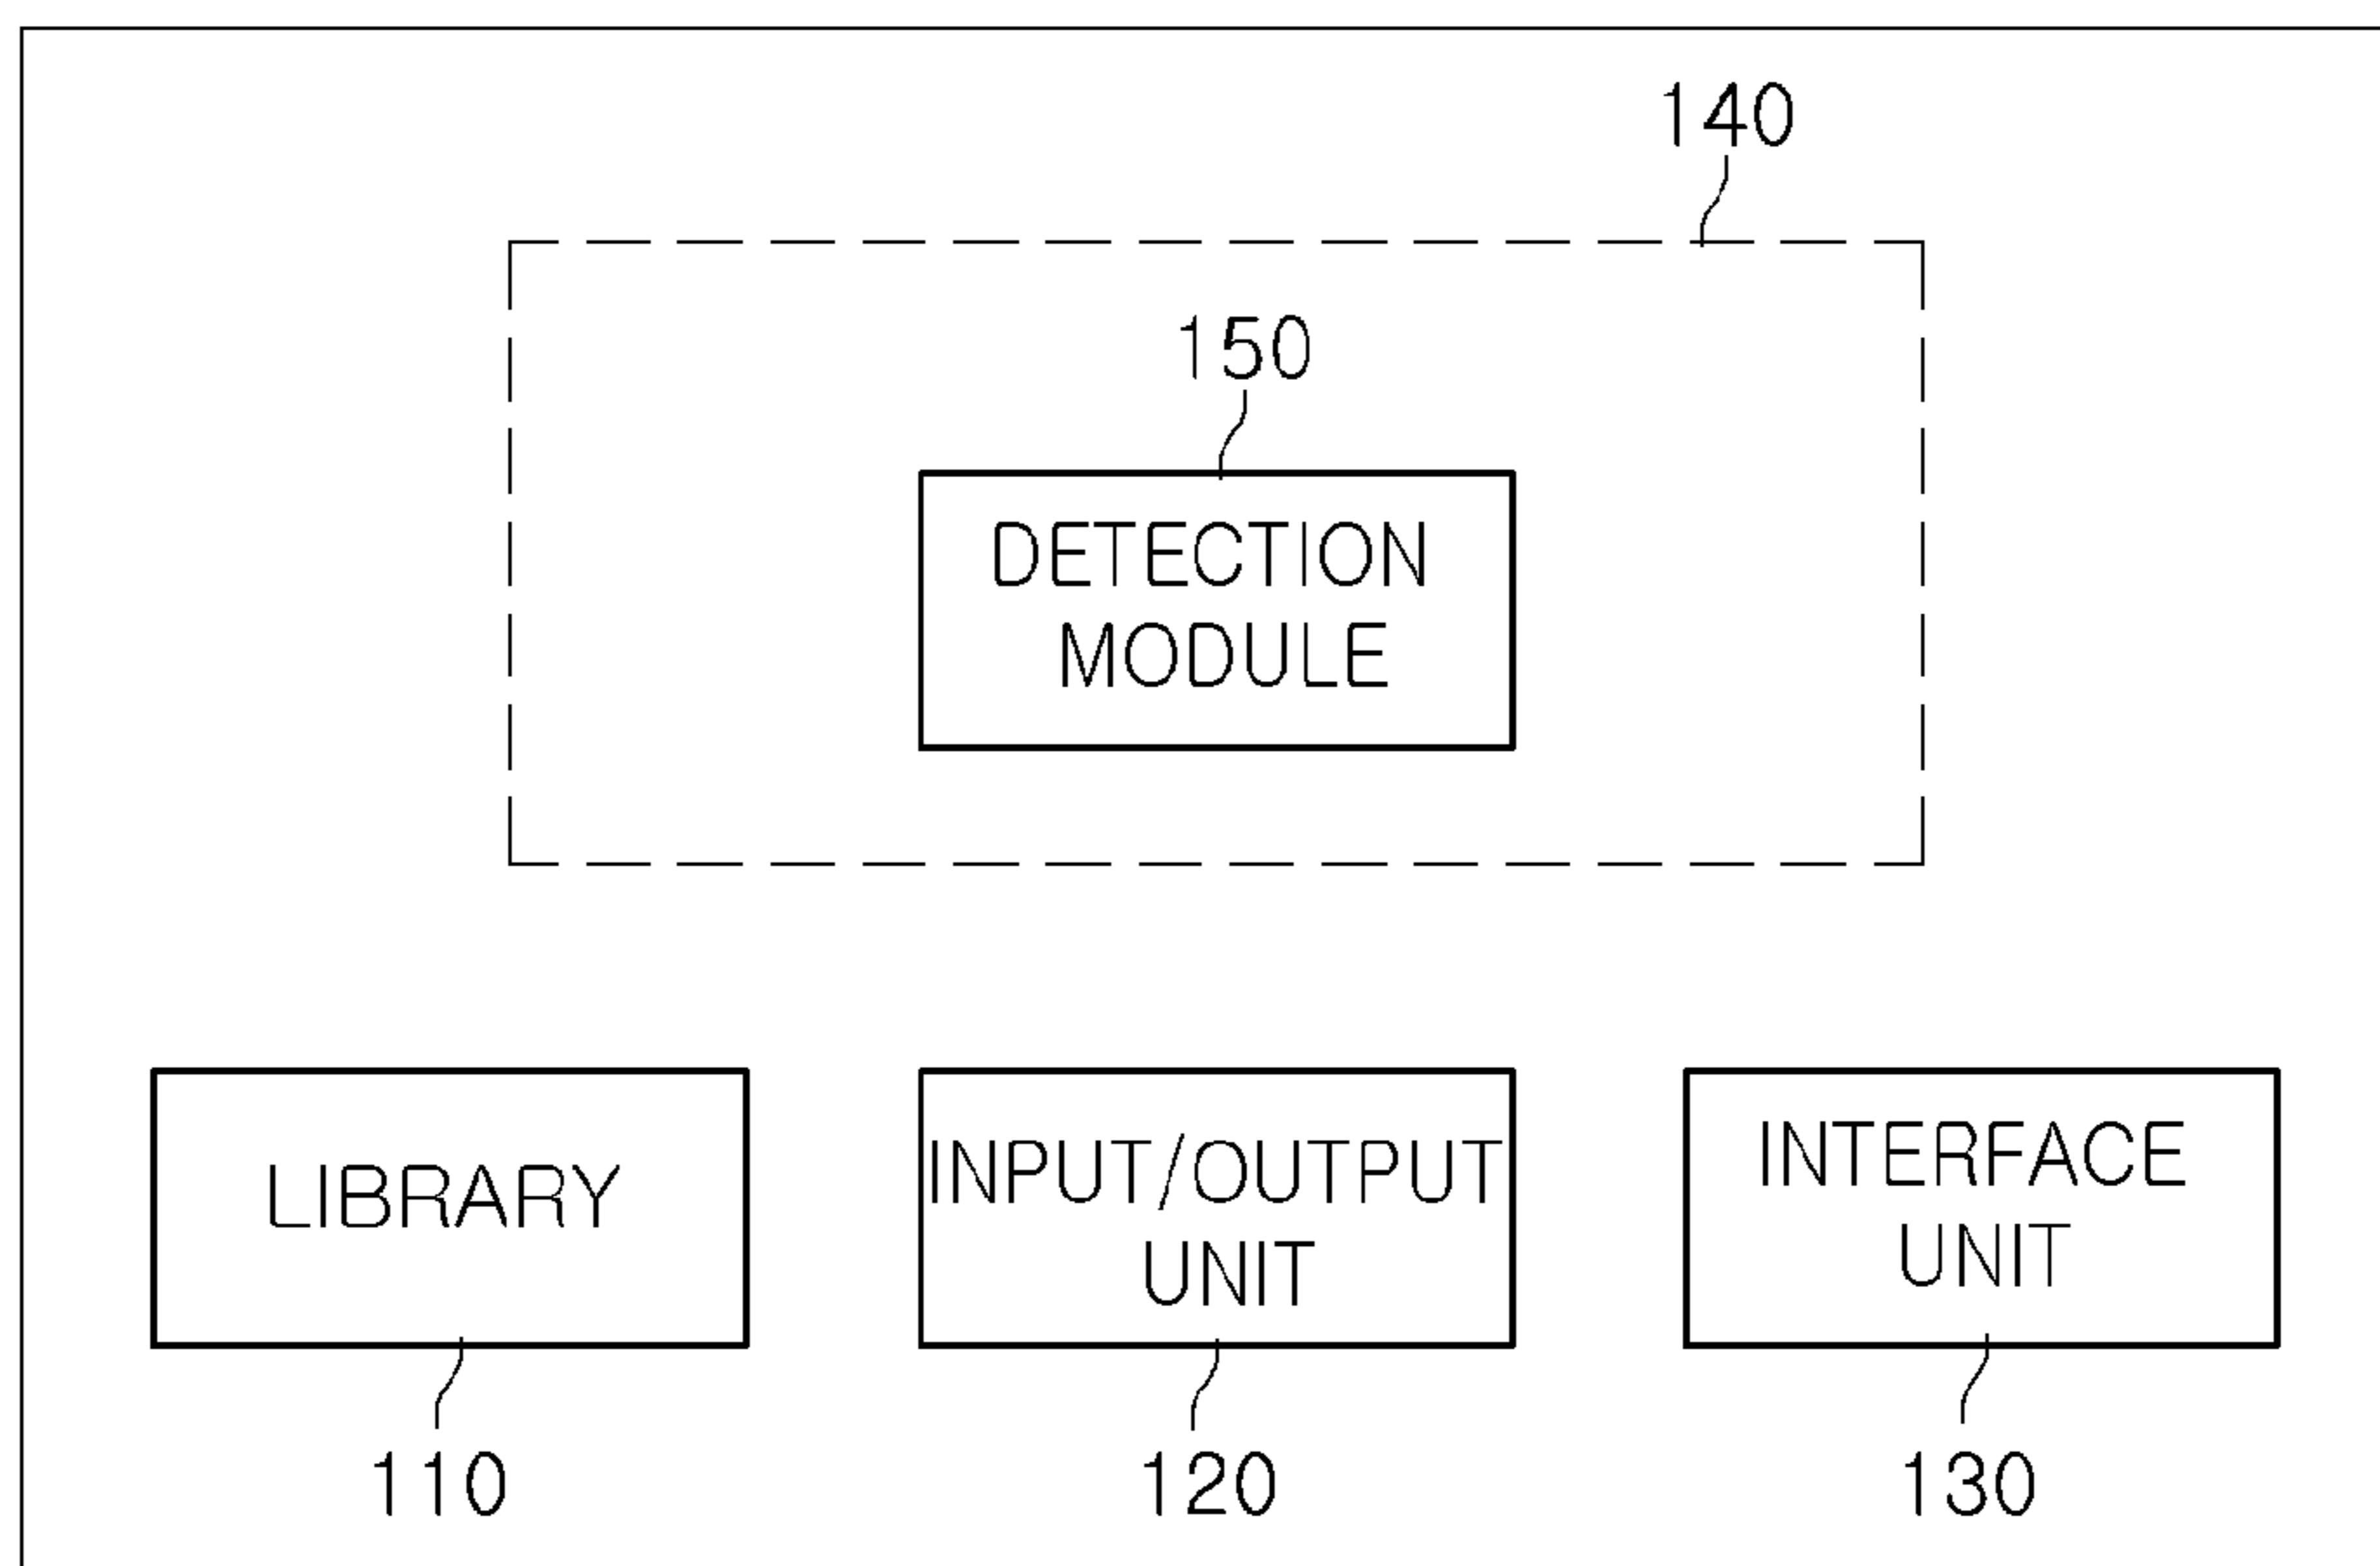 140
150
DETECTION
MODULE
LIBRARY
INPUT/OUTPUT
UNIT
INTERFACE
UNIT
110
120
130